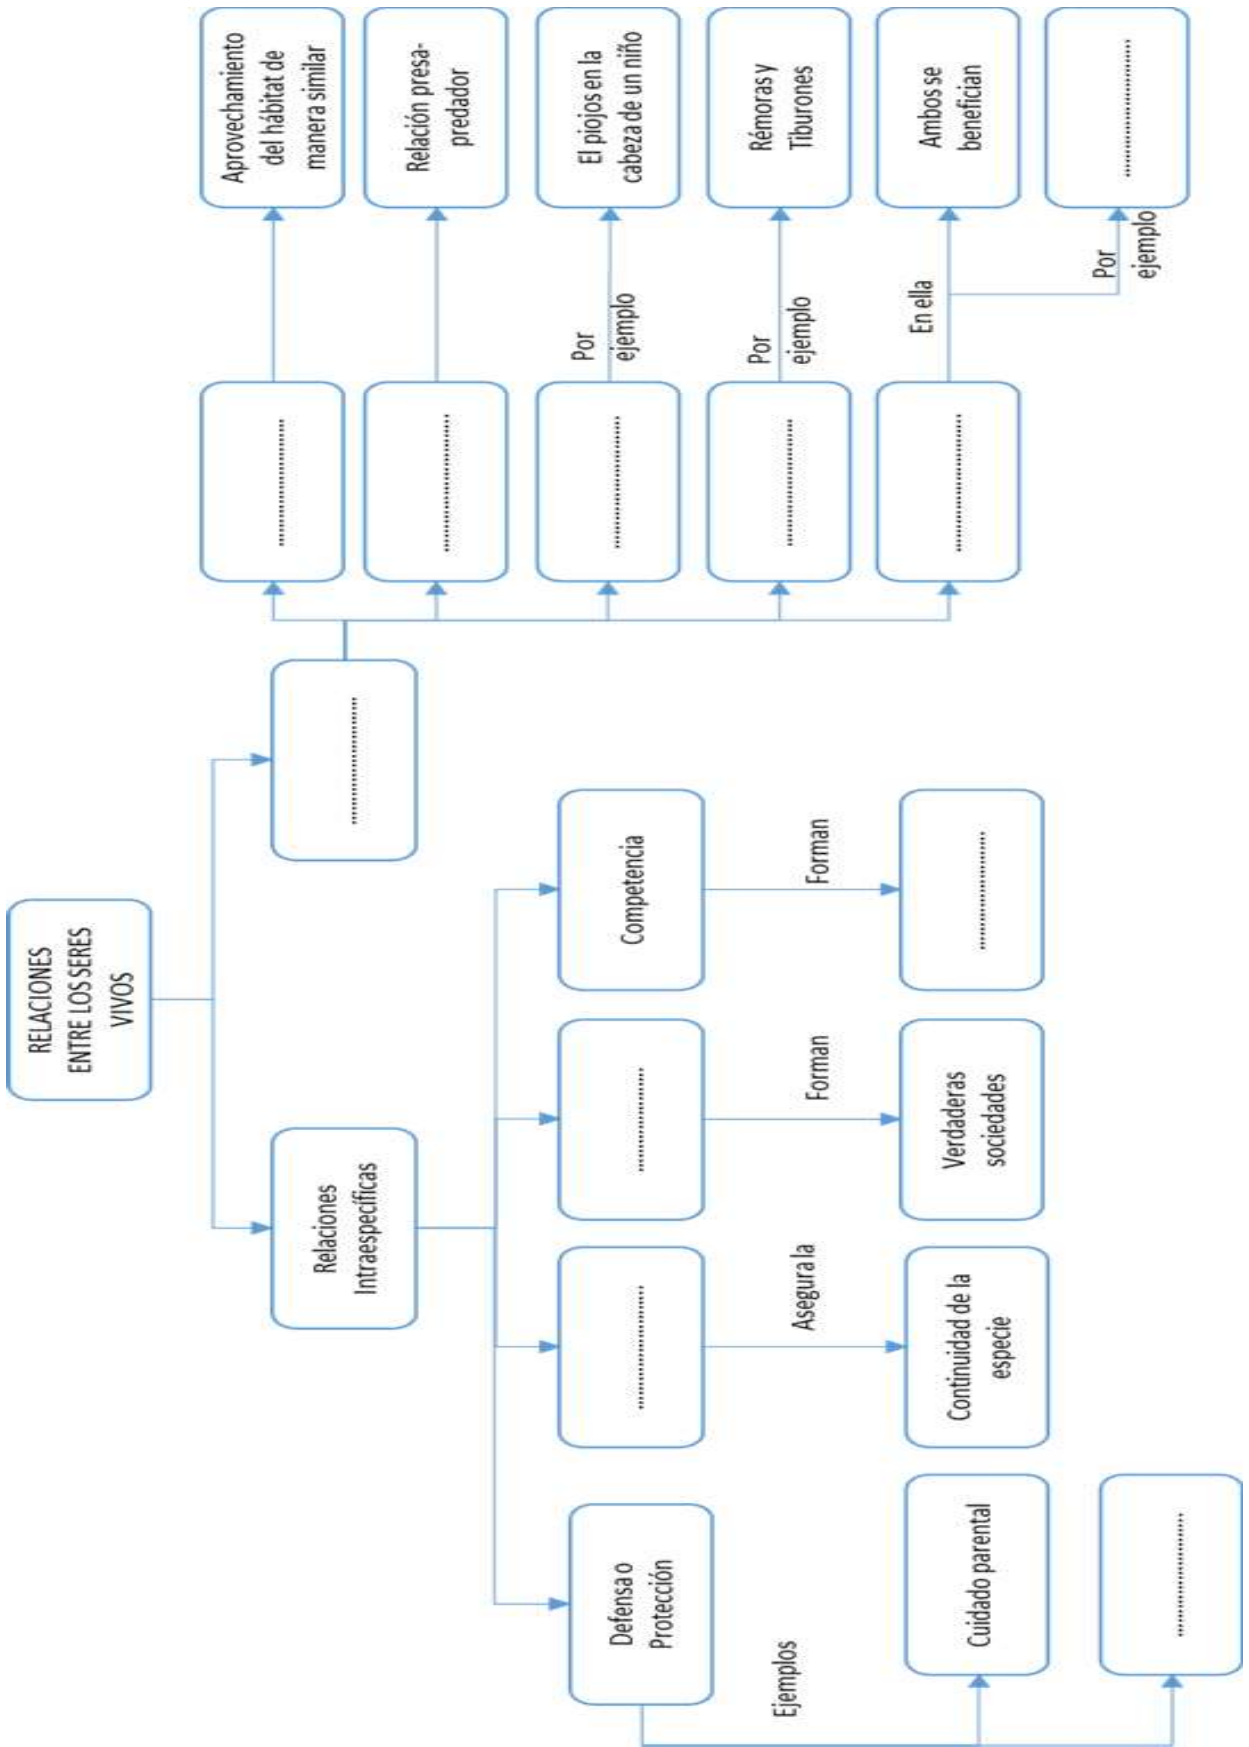 RELACIONES
ENTRE LOS SERES
VIVOS
Relaciones
Intraespecíficas
..............................
Defensa o
Protección
..............................
..............................
Competencia
Ejemplos
Asegura la
Forman
Forman
Cuidado parental
..............................
Continuidad de la
especie
Verdaderas
sociedades
..............................
..............................
Aprovechamiento
del hábitat de
manera similar
..............................
Relación presa-
predador
..............................
Por
ejemplo
El piojos en la
cabeza de un niño
..............................
Por
ejemplo
Rémoras y
Tiburones
..............................
En ella
Ambos se
benefician
Por
ejemplo
..............................